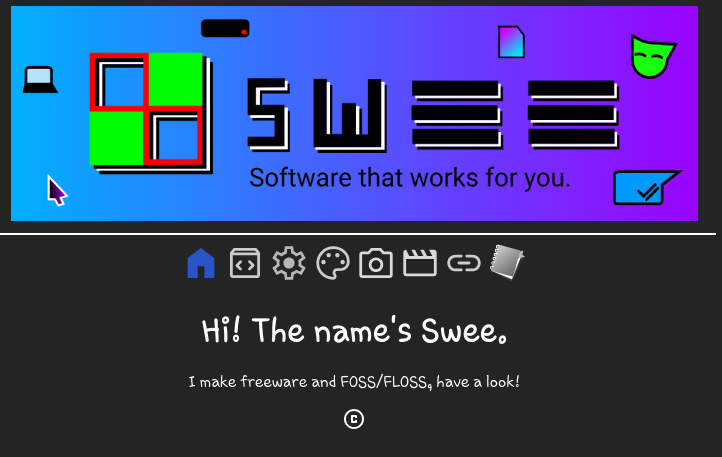 SWEE
Software that works for you.
Hi! The name's Swee.
I make freeware and FOSS/FLOSS, have a look!
©